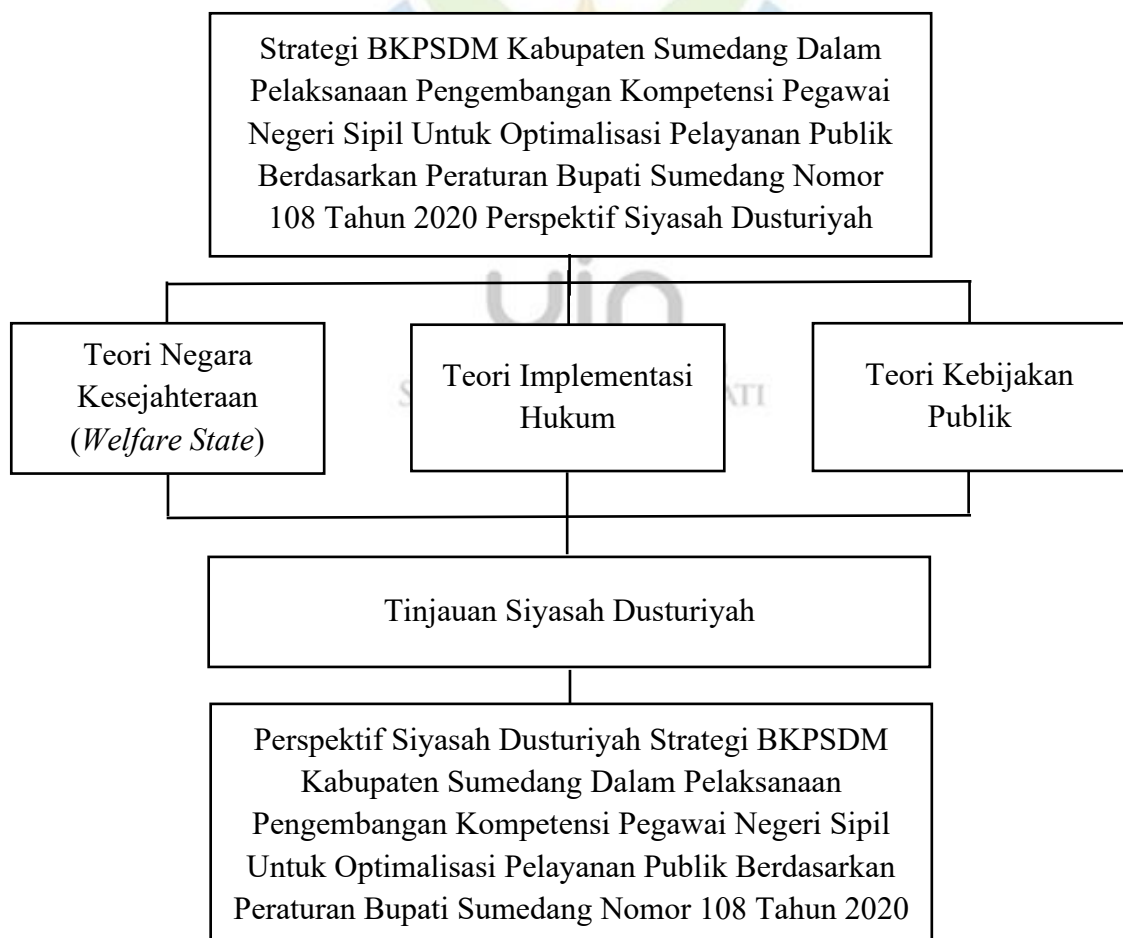 Strategi BKPSDM Kabupaten Sumedang Dalam
Pelaksanaan Pengembangan Kompetensi Pegawai
Negeri Sipil Untuk Optimalisasi Pelayanan Publik
Berdasarkan Peraturan Bupati Sumedang Nomor
108 Tahun 2020 Perspektif Siyasah Dusturiyah
uin
Teori Negara
Kesejahteraan
(Welfare State)
Teori Implementasi
Hukum
Teori Kebijakan
Publik
Tinjauan Siyasah Dusturiyah
Perspektif Siyasah Dusturiyah Strategi BKPSDM
Kabupaten Sumedang Dalam Pelaksanaan
Pengembangan Kompetensi Pegawai Negeri Sipil
Untuk Optimalisasi Pelayanan Publik Berdasarkan
Peraturan Bupati Sumedang Nomor 108 Tahun 2020